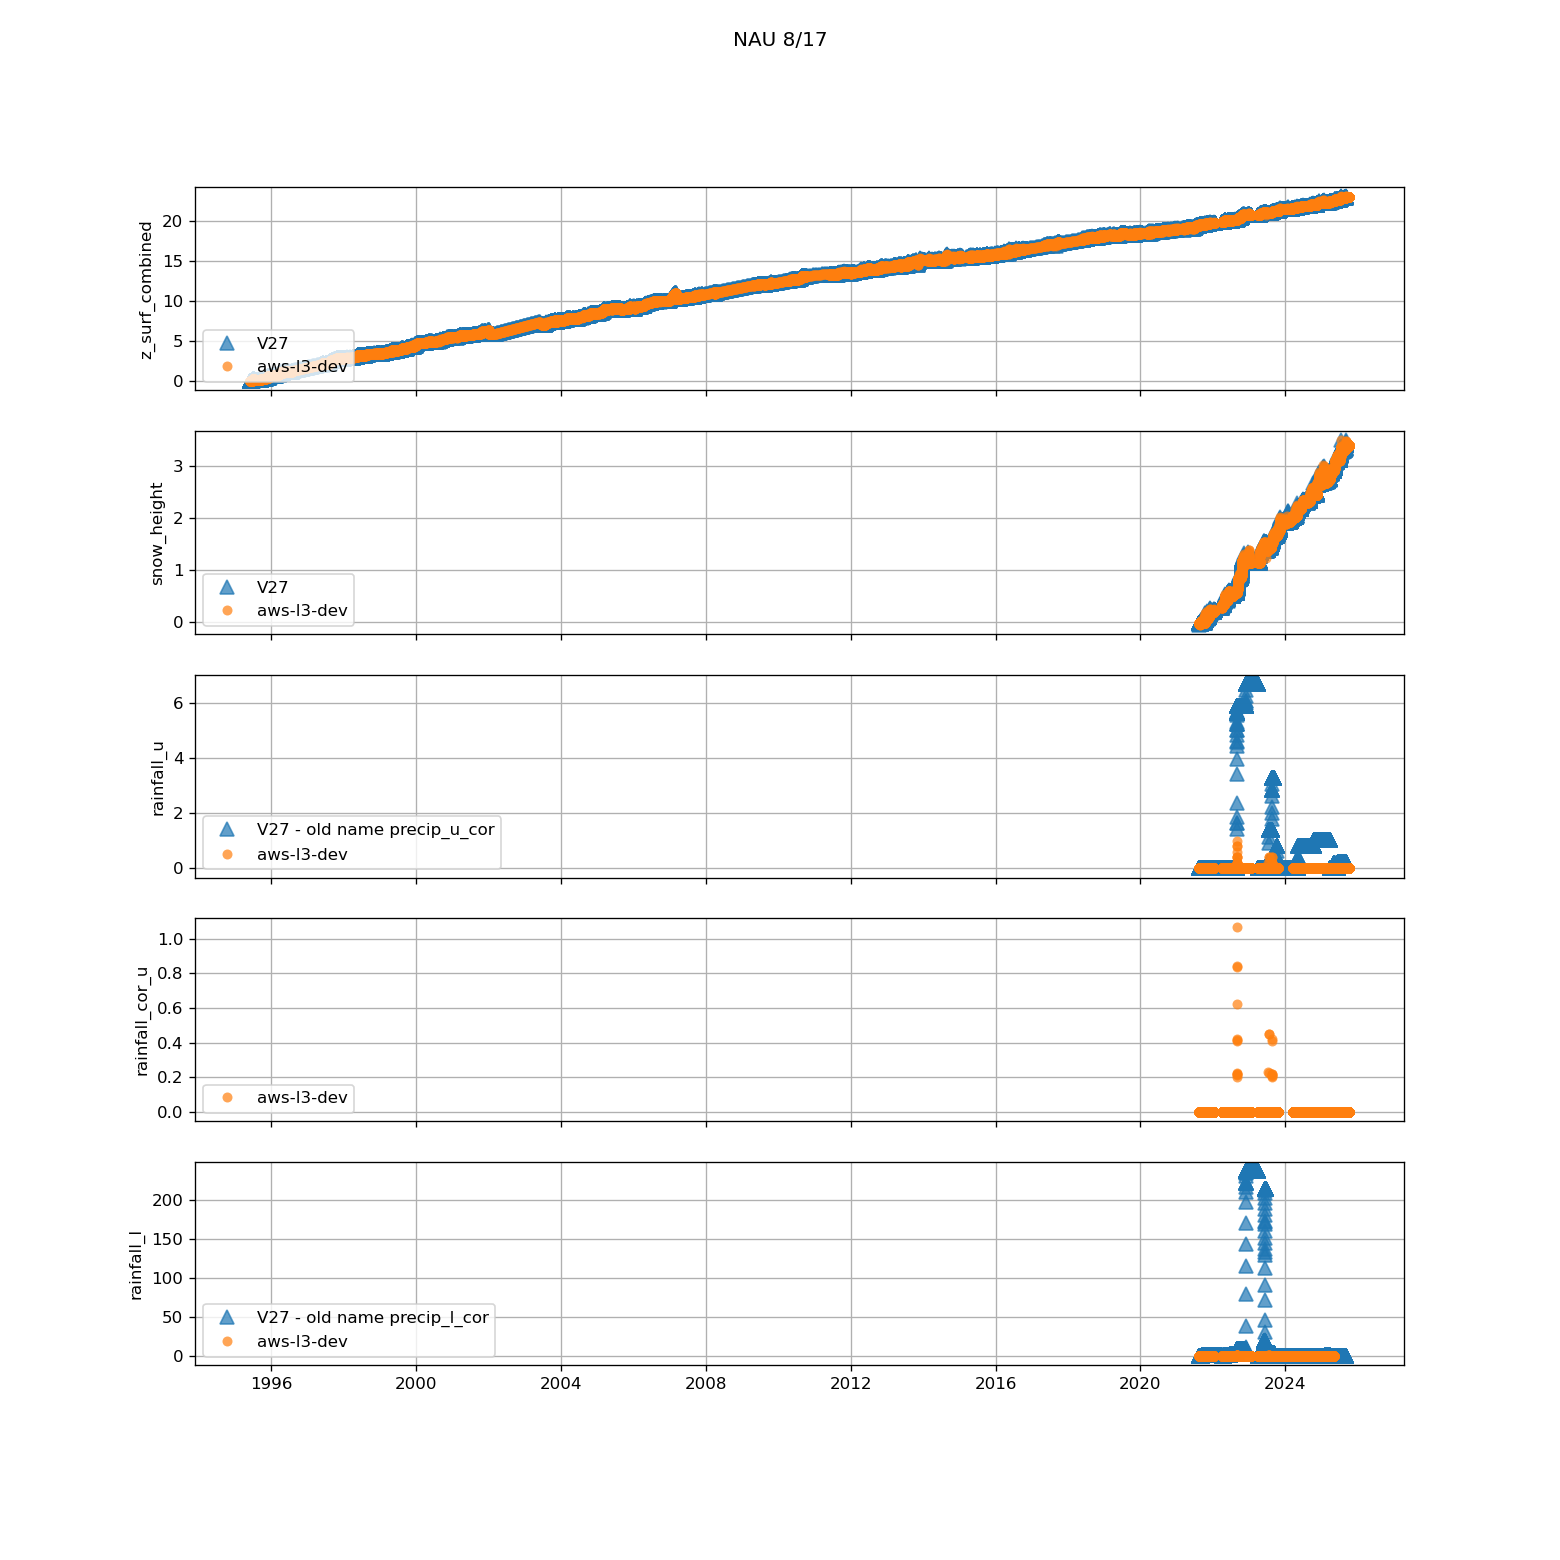 NAU 8/17
z_surf_combined
20
15
10
5
0
V27
aws-l3-dev
snow_height
3
2
1
0
V27
aws-l3-dev
rainfall_u
6
4
2
0
V27 - old name precip_u_cor
aws-l3-dev
rainfall_cor_u
1.0
0.8
0.6
0.4
0.2
0.0
aws-l3-dev
rainfall_l
200
150
100
50
0
V27 - old name precip_l_cor
aws-l3-dev
1996 2000 2004 2008 2012 2016 2020 2024